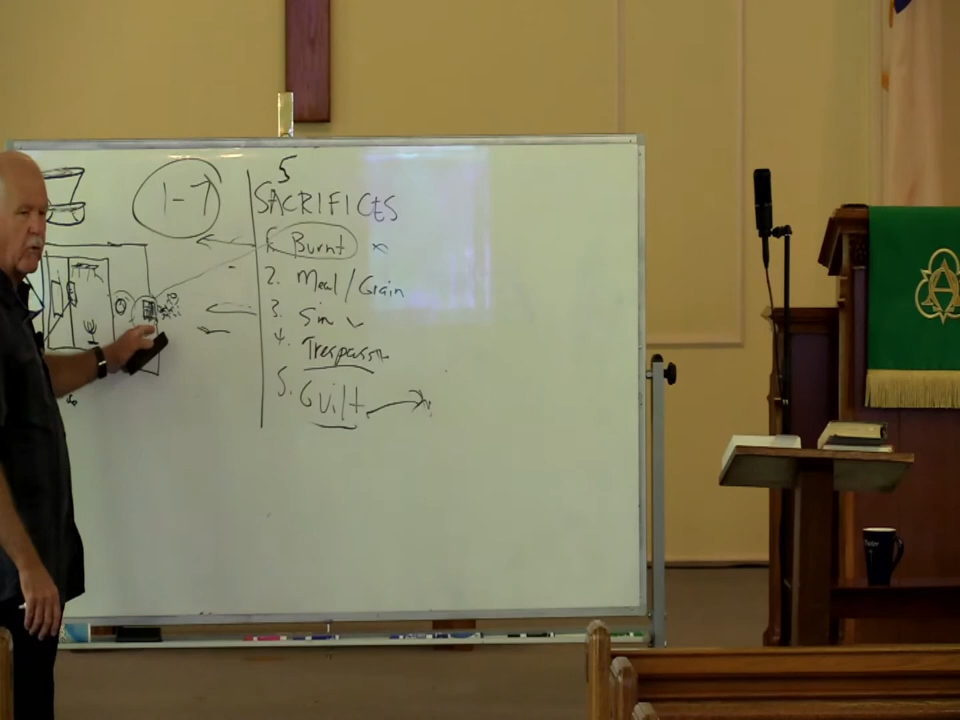 1-7
5
SACRIFICES
1. Burnt
2. Meal/Grain
3. Sin
4. Trespass
5. Guilt